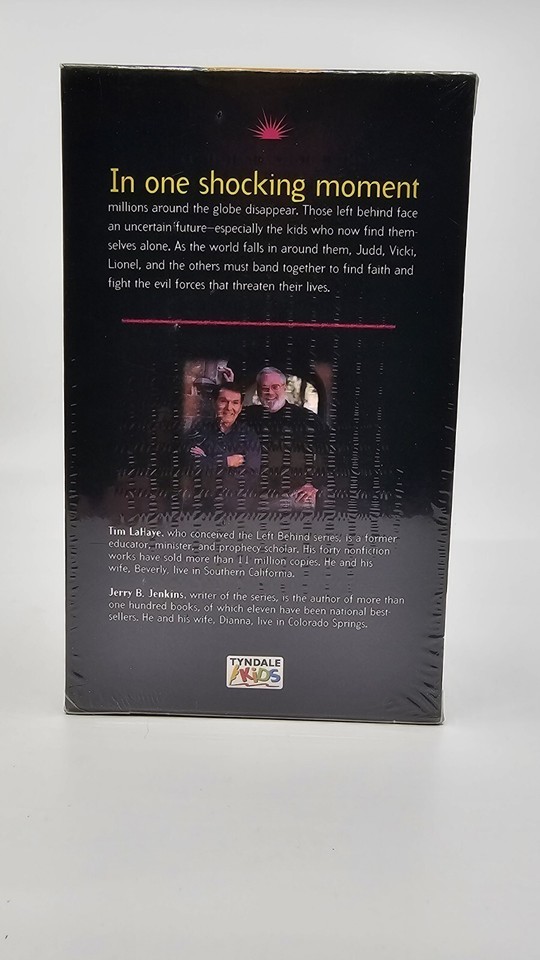 In one shocking moment
millions around the globe disappear. Those left behind face
an uncertain future—especially the kids who now find them-
selves alone. As the world falls in around them, Judd, Vicki,
Lionel, and the others must band together to find faith and
fight the evil forces that threaten their lives.
Tim LaHaye, who conceived the Left Behind series, is a former
educator, minister, and prophecy scholar. His forty nonfiction
works have sold more than 11 million copies. He and his
wife, Beverly, live in Southern California.
Jerry B. Jenkins, writer of the series, is the author of more than
one hundred books, of which eleven have been national best-
sellers. He and his wife, Dianna, live in Colorado Springs.
TYNDALE
KiDS